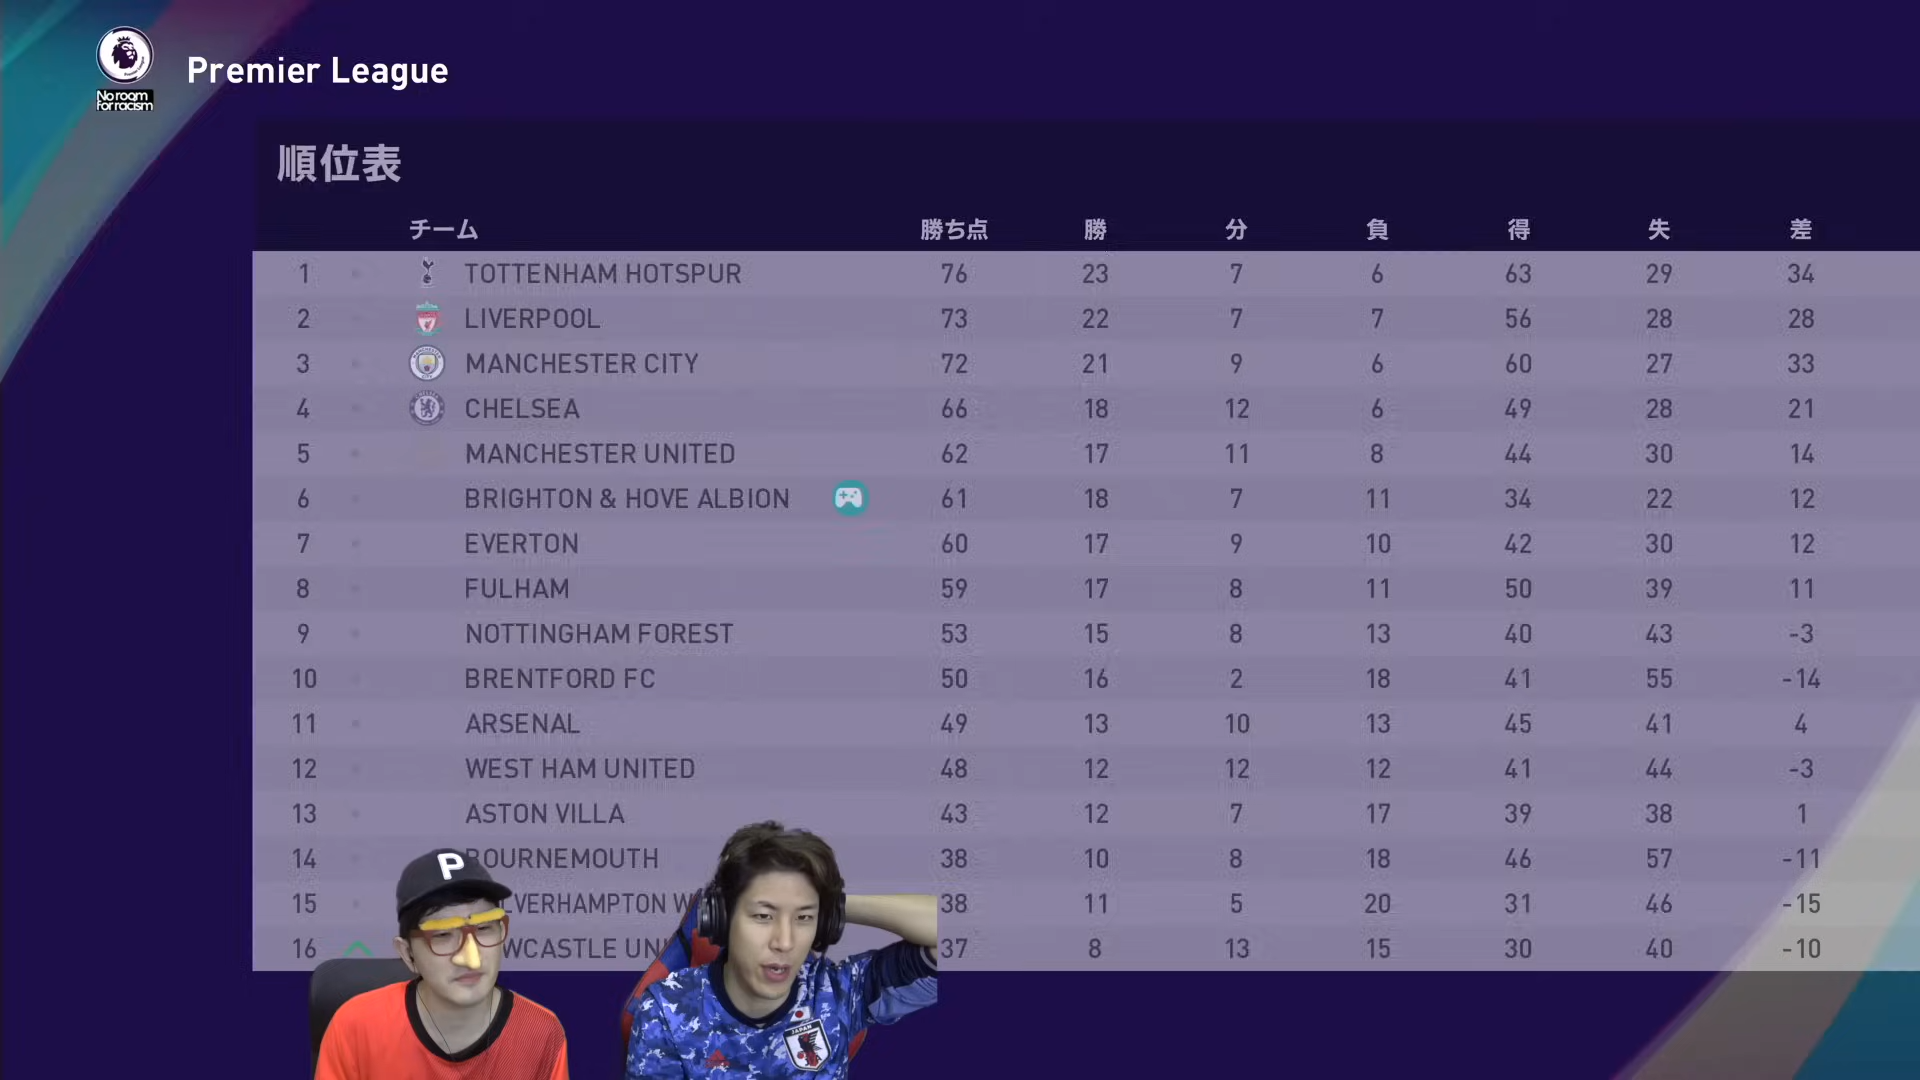 Premier League
No room
For racism
順位表
チーム 勝ち点 勝 分 負 得 失 差
1 TOTTENHAM HOTSPUR 76 23 7 6 63 29 34
2 LIVERPOOL 73 22 7 7 56 28 28
3 MANCHESTER CITY 72 21 9 6 60 27 33
4 CHELSEA 66 18 12 6 49 28 21
5 MANCHESTER UNITED 62 17 11 8 44 30 14
6 BRIGHTON & HOVE ALBION 61 18 7 11 34 22 12
7 EVERTON 60 17 9 10 42 30 12
8 FULHAM 59 17 8 11 50 39 11
9 NOTTINGHAM FOREST 53 15 8 13 40 43 -3
10 BRENTFORD FC 50 16 2 18 41 55 -14
11 ARSENAL 49 13 10 13 45 41 4
12 WEST HAM UNITED 48 12 12 12 41 44 -3
13 ASTON VILLA 43 12 7 17 39 38 1
14 BOURNEMOUTH 38 10 8 18 46 57 -11
15 LVERHAMPTON W 38 11 5 20 31 46 -15
16 WCASTLE UNI 37 8 13 15 30 40 -10
P
JAPAN